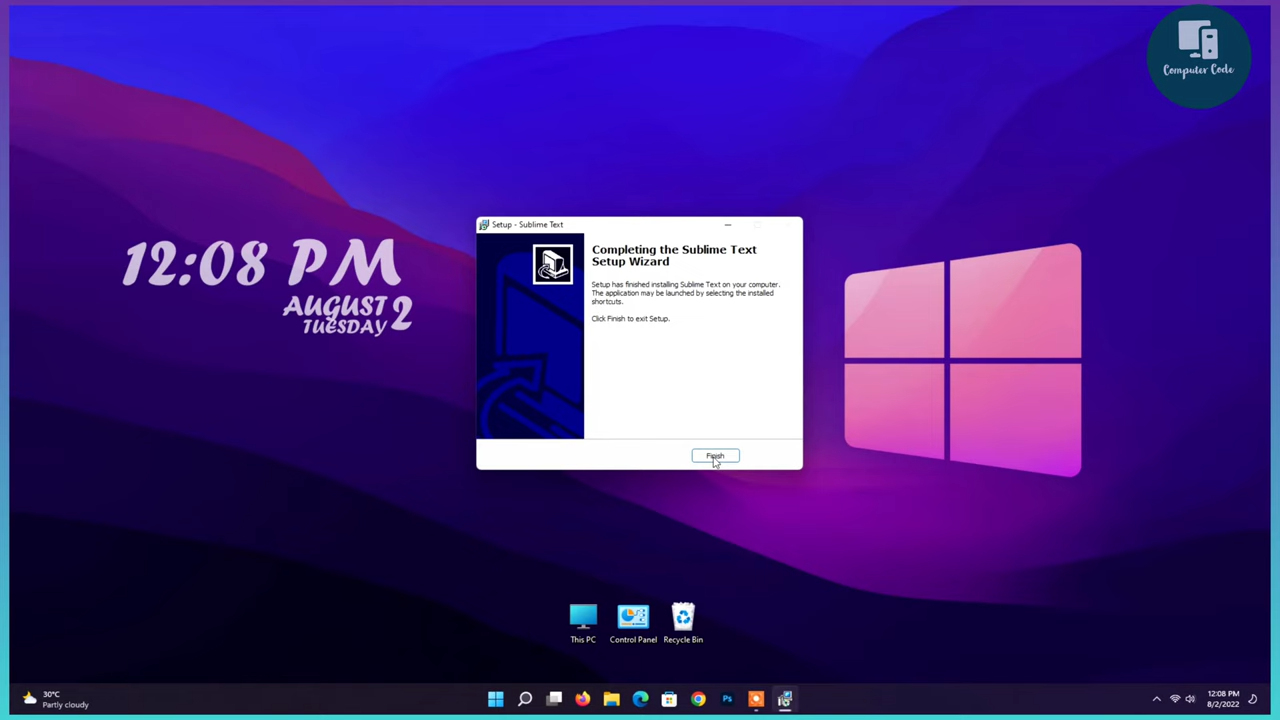 Computer Code
Setup - Sublime Text
Completing the Sublime Text
Setup Wizard
Setup has finished installing Sublime Text on your computer.
The application may be launched by selecting the installed
shortcuts.
Click Finish to exit Setup.
Finish
12:08 PM
AUGUST 2
TUESDAY
This PC
Control Panel
Recycle Bin
30°C
Partly cloudy
Ps
12:08 PM
8/2/2022